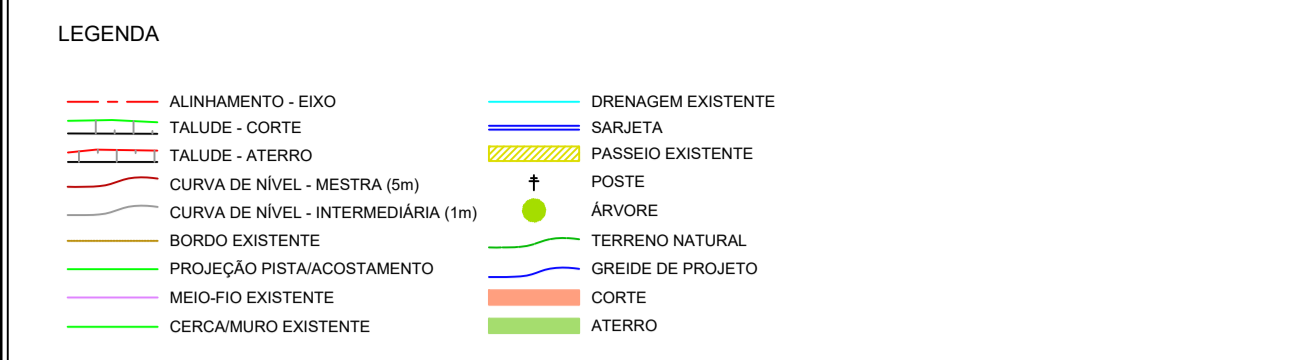 LEGENDA
ALINHAMENTO - EIXO
TALUDE - CORTE
TALUDE - ATERRO
CURVA DE NÍVEL - MESTRA (5m)
CURVA DE NÍVEL - INTERMEDIÁRIA (1m)
BORDO EXISTENTE
PROJEÇÃO PISTA/ACOSTAMENTO
MEIO-FIO EXISTENTE
CERCA/MURO EXISTENTE
DRENAGEM EXISTENTE
SARJETA
PASSEIO EXISTENTE
POSTE
ÁRVORE
TERRENO NATURAL
GREIDE DE PROJETO
CORTE
ATERRO